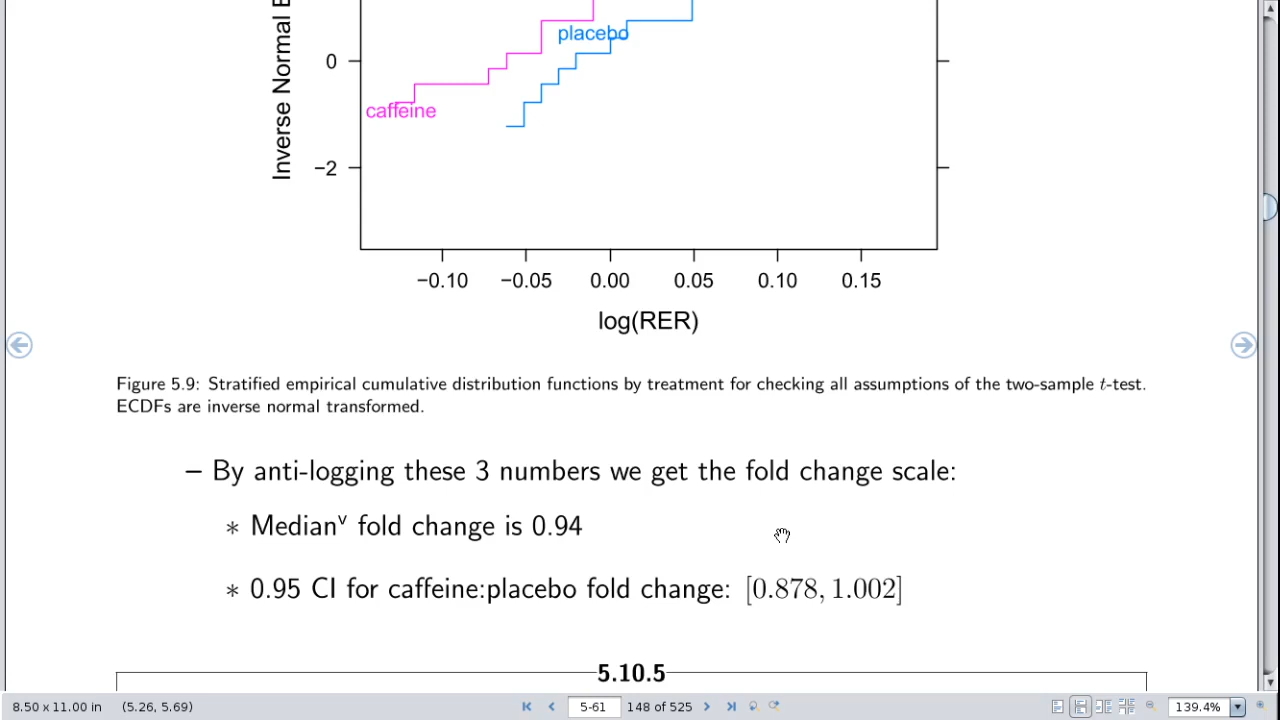 Inverse Normal
placebo
0
caffeine
−2
−0.10 −0.05 0.00 0.05 0.10 0.15
log(RER)
Figure 5.9: Stratified empirical cumulative distribution functions by treatment for checking all assumptions of the two-sample t-test.
ECDFs are inverse normal transformed.
– By anti-logging these 3 numbers we get the fold change scale:
∗ Medianᵛ fold change is 0.94
∗ 0.95 CI for caffeine:placebo fold change: [0.878, 1.002]
5.10.5
8.50 x 11.00 in (5.26, 5.69) 5-61 148 of 525 139.4%